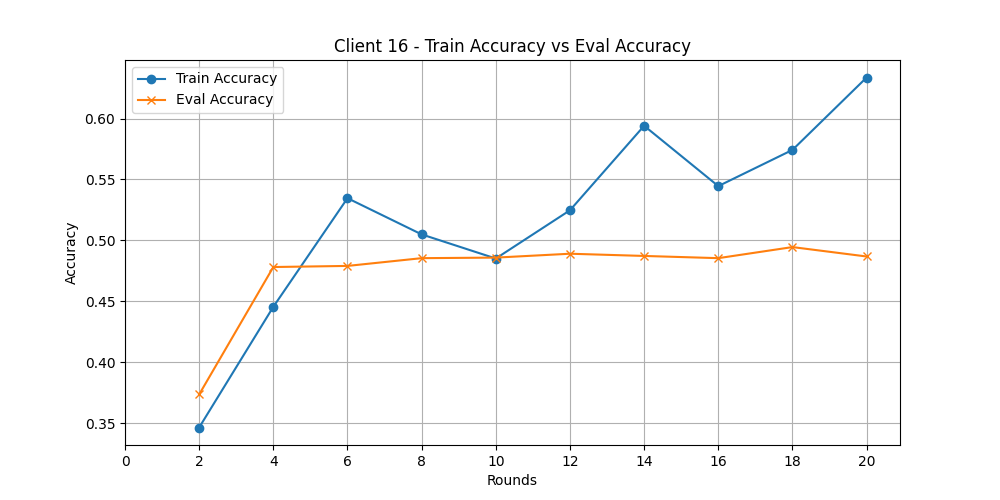 Client 16 - Train Accuracy vs Eval Accuracy
Train Accuracy
Eval Accuracy
0.60
0.55
0.50
0.45
0.40
0.35
Accuracy
0 2 4 6 8 10 12 14 16 18 20
Rounds